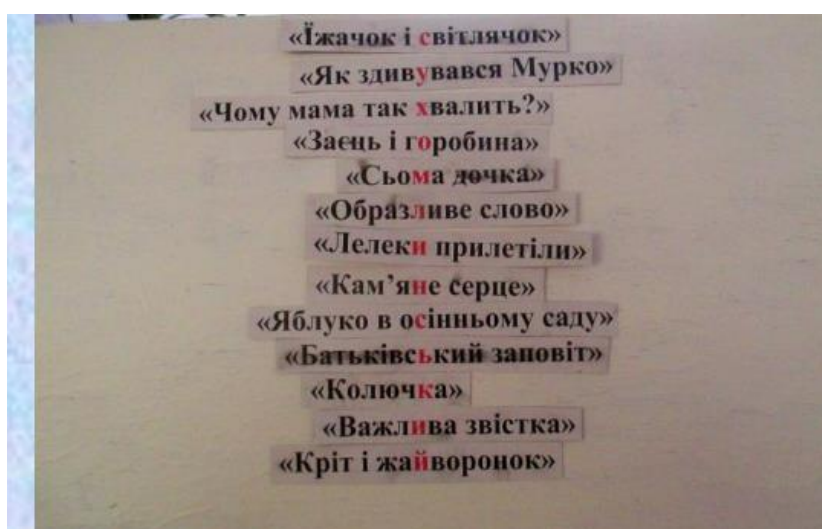 «Їжачок і світлячок»
«Як здивувався Мурко»
«Чому мама так хвалить?»
«Заєць і горобина»
«Сьома дочка»
«Образливе слово»
«Лелеки прилетіли»
«Кам’яне серце»
«Яблуко в осінньому саду»
«Батьківський заповіт»
«Колючка»
«Важлива звістка»
«Кріт і жайворонок»